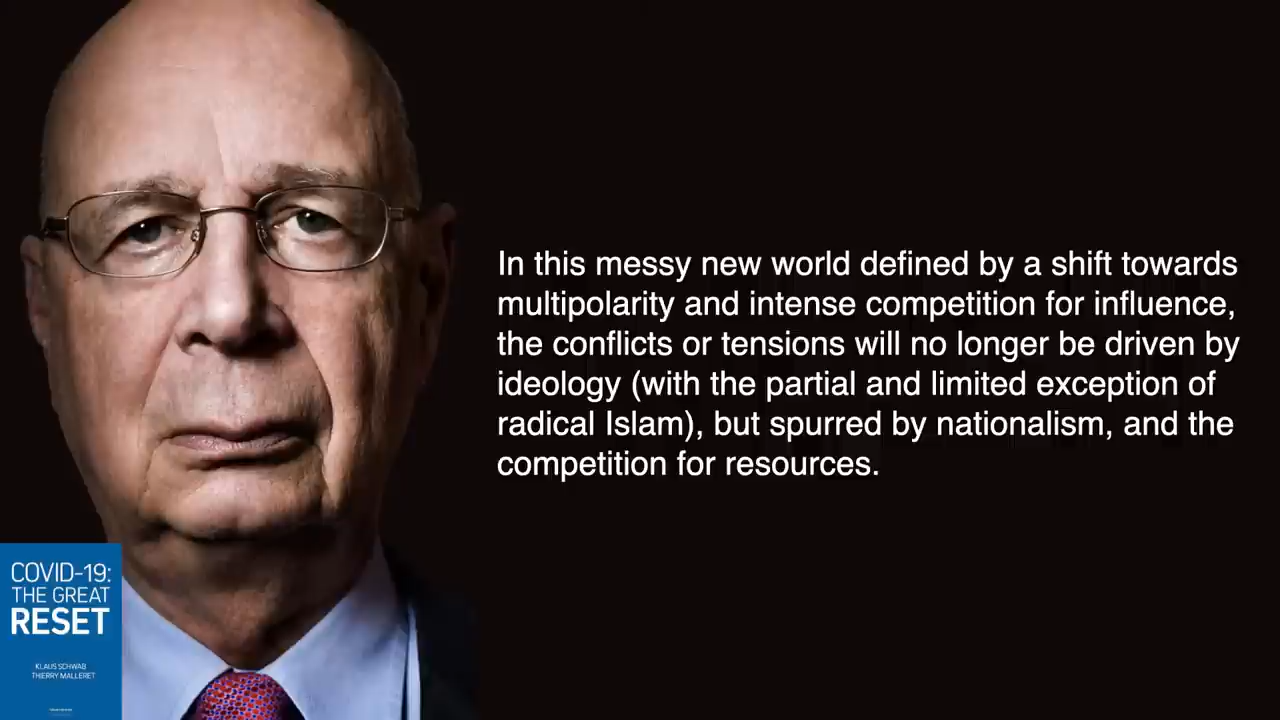 In this messy new world defined by a shift towards
multipolarity and intense competition for influence,
the conflicts or tensions will no longer be driven by
ideology (with the partial and limited exception of
radical Islam), but spurred by nationalism, and the
competition for resources.
COVID-19:
THE GREAT
RESET
KLAUS SCHWAB
THIERRY MALLERET